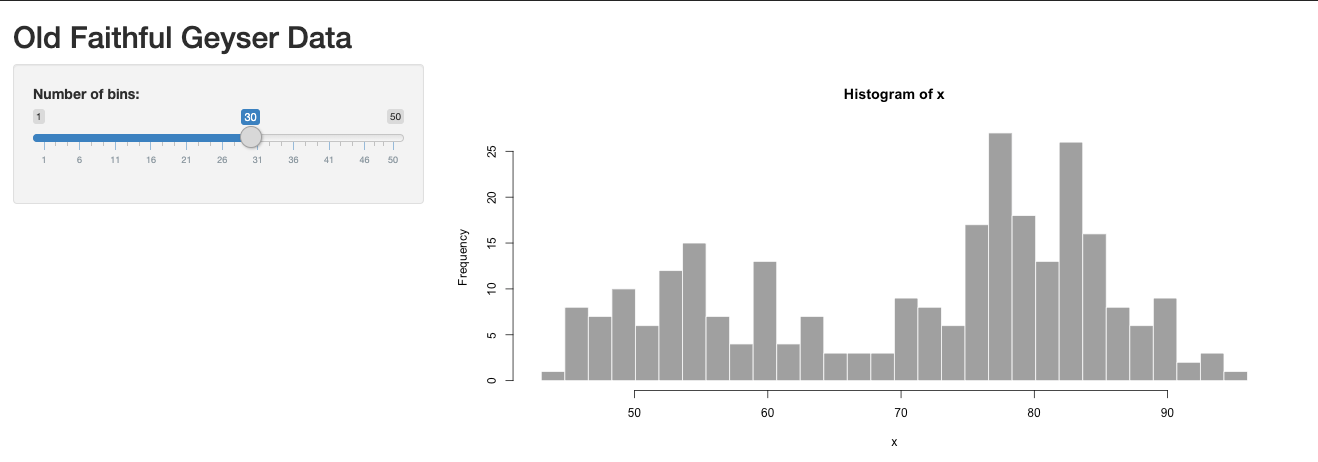 Old Faithful Geyser Data
Number of bins:
1 30 50
1 6 11 16 21 26 31 36 41 46 50
Histogram of x
Frequency
25
20
15
10
5
0
50 60 70 80 90
x